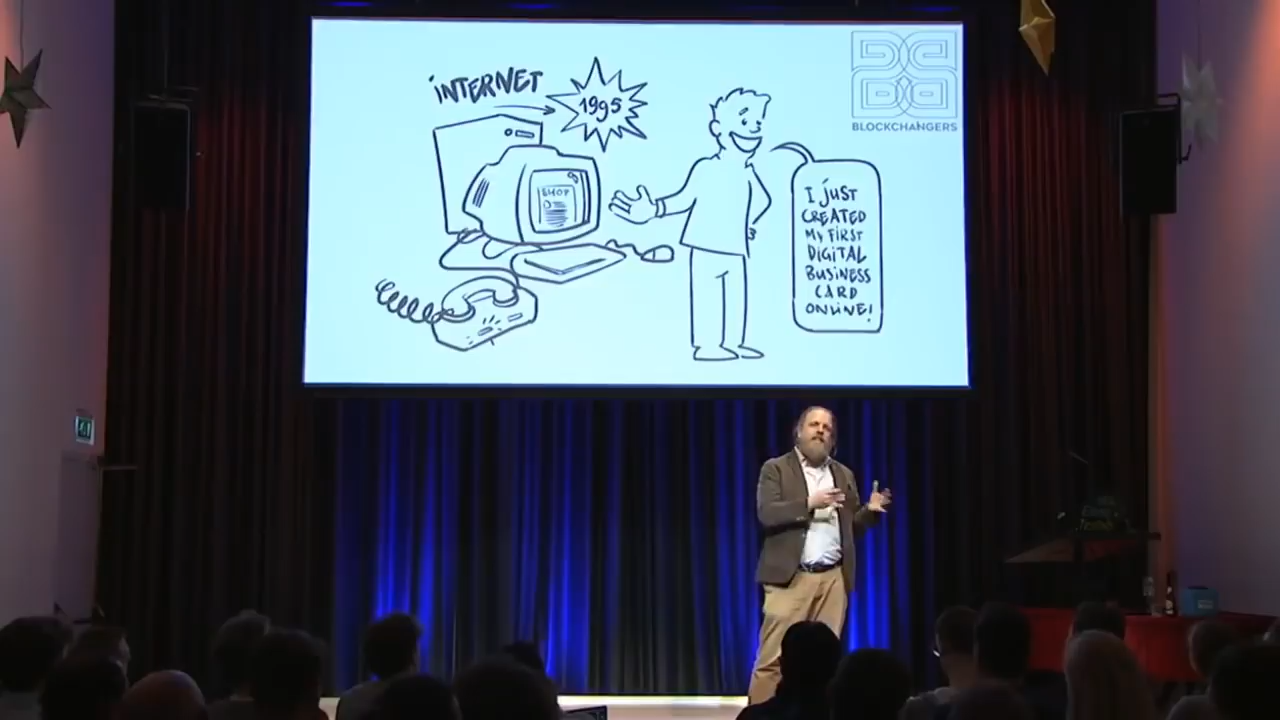 INTERNET
1995
BLOCKCHANGERS
SHOP
I JUST
CREATED
MY FIRST
DIGITAL
BUSINESS
CARD
ONLINE!